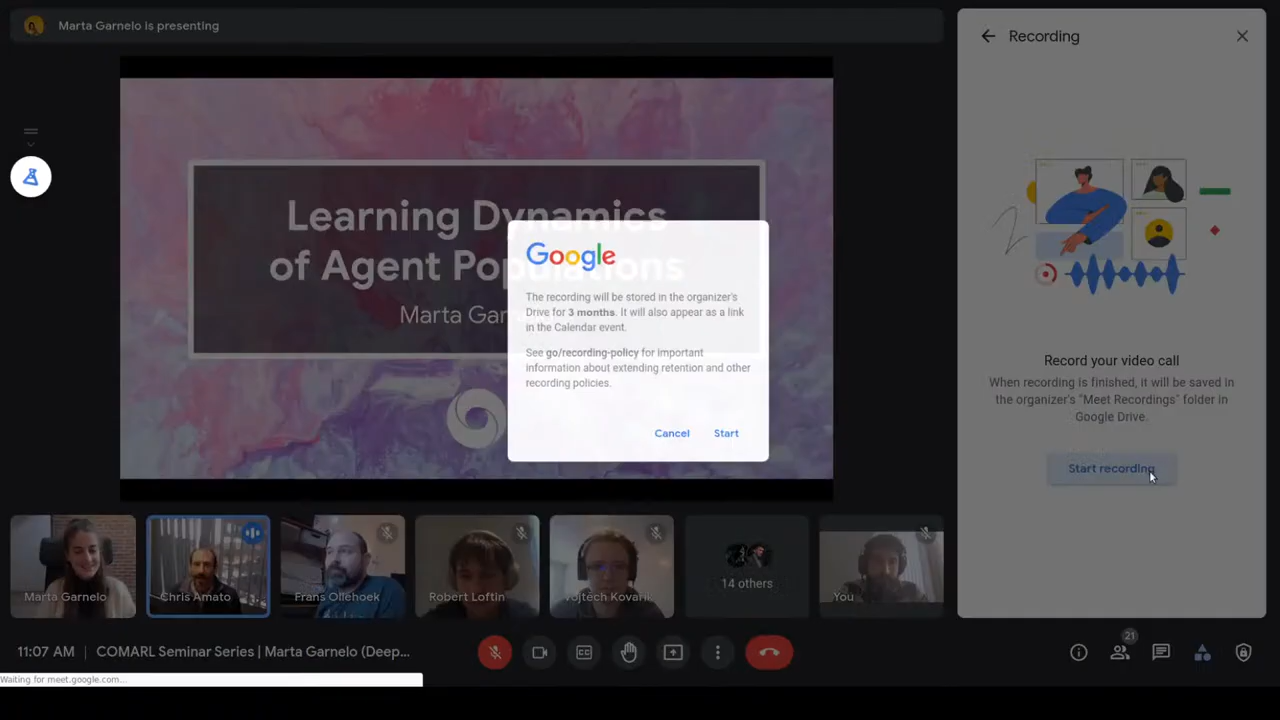 Marta Garnelo is presenting
Recording
Learning Dynamics
of Agent Populations
Marta Gar
Google
The recording will be stored in the organizer's
Drive for 3 months. It will also appear as a link
in the Calendar event.
See go/recording-policy for important
information about extending retention and other
recording policies.
Cancel
Start
Record your video call
When recording is finished, it will be saved in
the organizer's "Meet Recordings" folder in
Google Drive.
Start recording
Marta Garnelo
Chris Amato
Frans Oliehoek
Robert Loftin
Vojtěch Kovařík
14 others
You
11:07 AM | COMARL Seminar Series | Marta Garnelo (Deep...
21
Waiting for meet.google.com...